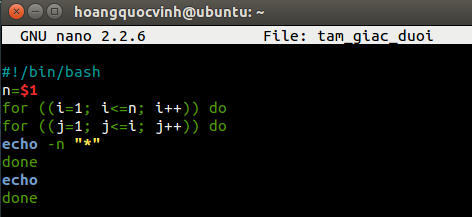 hoangquocvinh@ubuntu: ~
GNU nano 2.2.6 File: tam_giac_duoi
#!/bin/bash
n=$1
for ((i=1; i<=n; i++)) do
for ((j=1; j<=i; j++)) do
echo -n "*"
done
echo
done